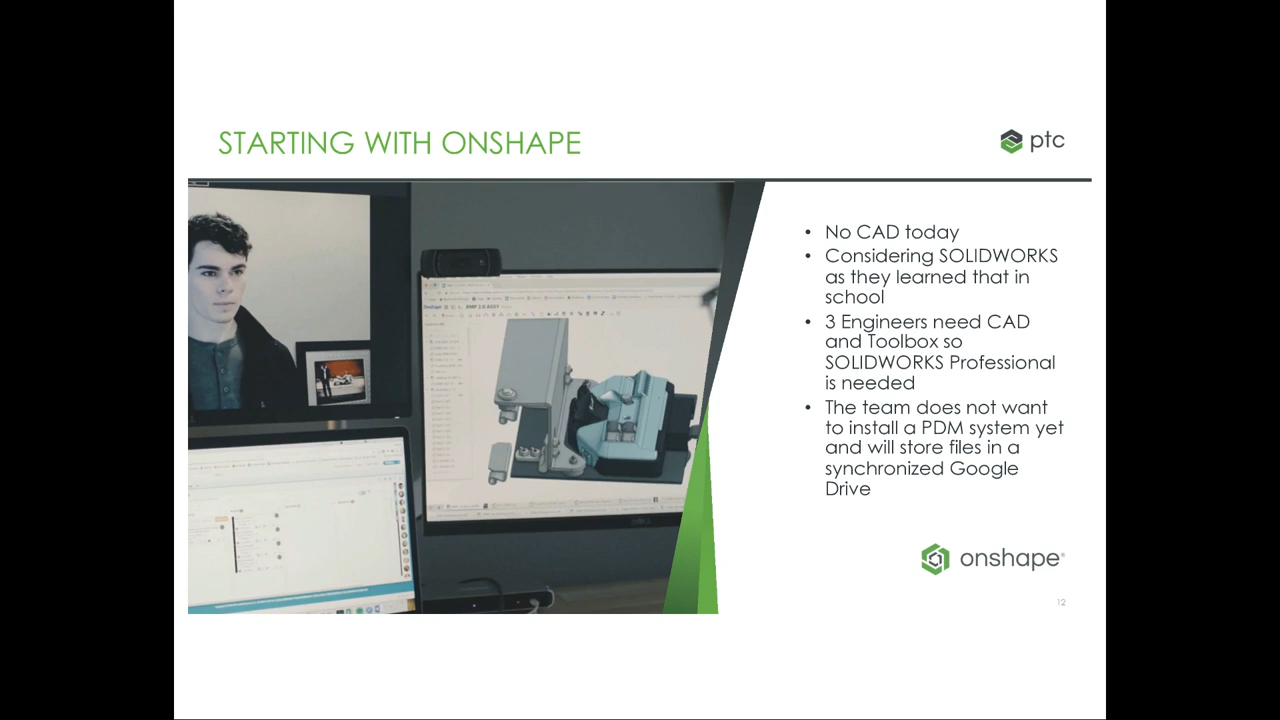 STARTING WITH ONSHAPE
ptc
• No CAD today
• Considering SOLIDWORKS
as they learned that in
school
• 3 Engineers need CAD
and Toolbox so
SOLIDWORKS Professional
is needed
• The team does not want
to install a PDM system yet
and will store files in a
synchronized Google
Drive
onshape
12